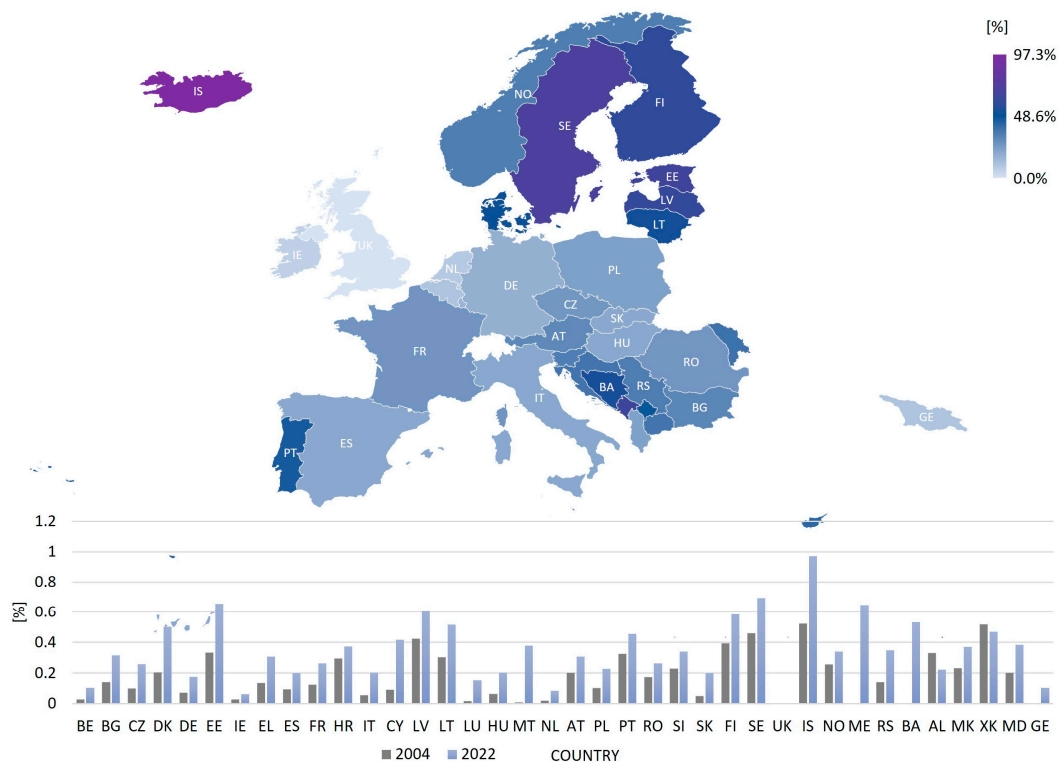 [%]
97.3%
48.6%
0.0%
IS
NO
SE
FI
EE
LV
LT
IE
UK
NL
DE
PL
CZ
SK
AT
HU
FR
RO
BA
RS
IT
BG
GE
PT
ES
1.2
1
0.8
0.6
0.4
0.2
0
[%]
BE BG CZ DK DE EE IE EL ES FR HR IT CY LV LT LU HU MT NL AT PL PT RO SI SK FI SE UK IS NO ME RS BA AL MK XK MD GE
2004 2022 COUNTRY